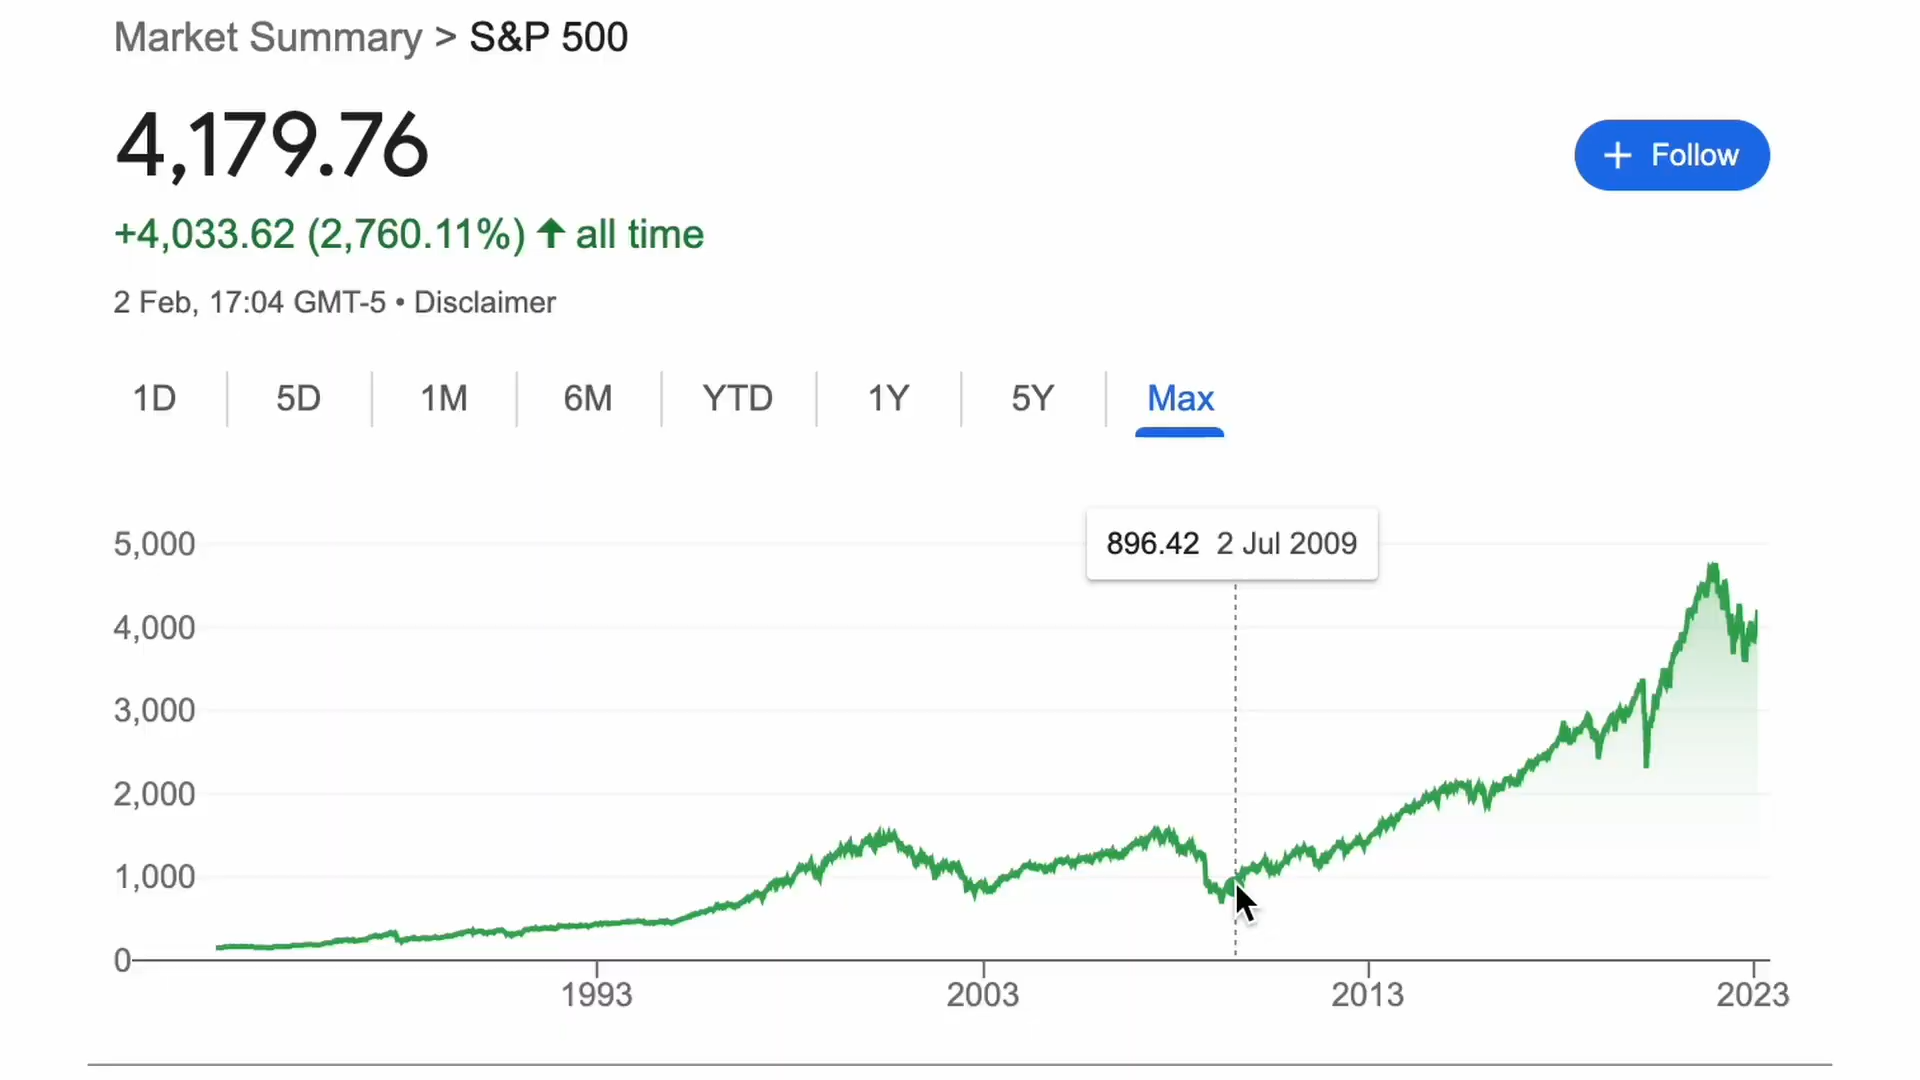 Market Summary > S&P 500
4,179.76
+ Follow
+4,033.62 (2,760.11%) ↑ all time
2 Feb, 17:04 GMT-5 • Disclaimer
1D 5D 1M 6M YTD 1Y 5Y Max
896.42 2 Jul 2009
5,000
4,000
3,000
2,000
1,000
0
1993 2003 2013 2023